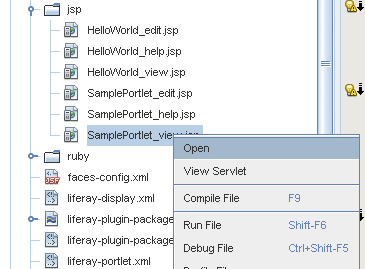 jsp
HelloWorld_edit.jsp
HelloWorld_help.jsp
HelloWorld_view.jsp
SamplePortlet_edit.jsp
SamplePortlet_help.jsp
SamplePortlet_view.jsp
Open
ruby
View Servlet
faces-config.xml
liferay-display.xml
Compile File F9
liferay-plugin-package
Run File Shift-F6
liferay-plugin-package
Debug File Ctrl+Shift-F5
liferay-portlet.xml